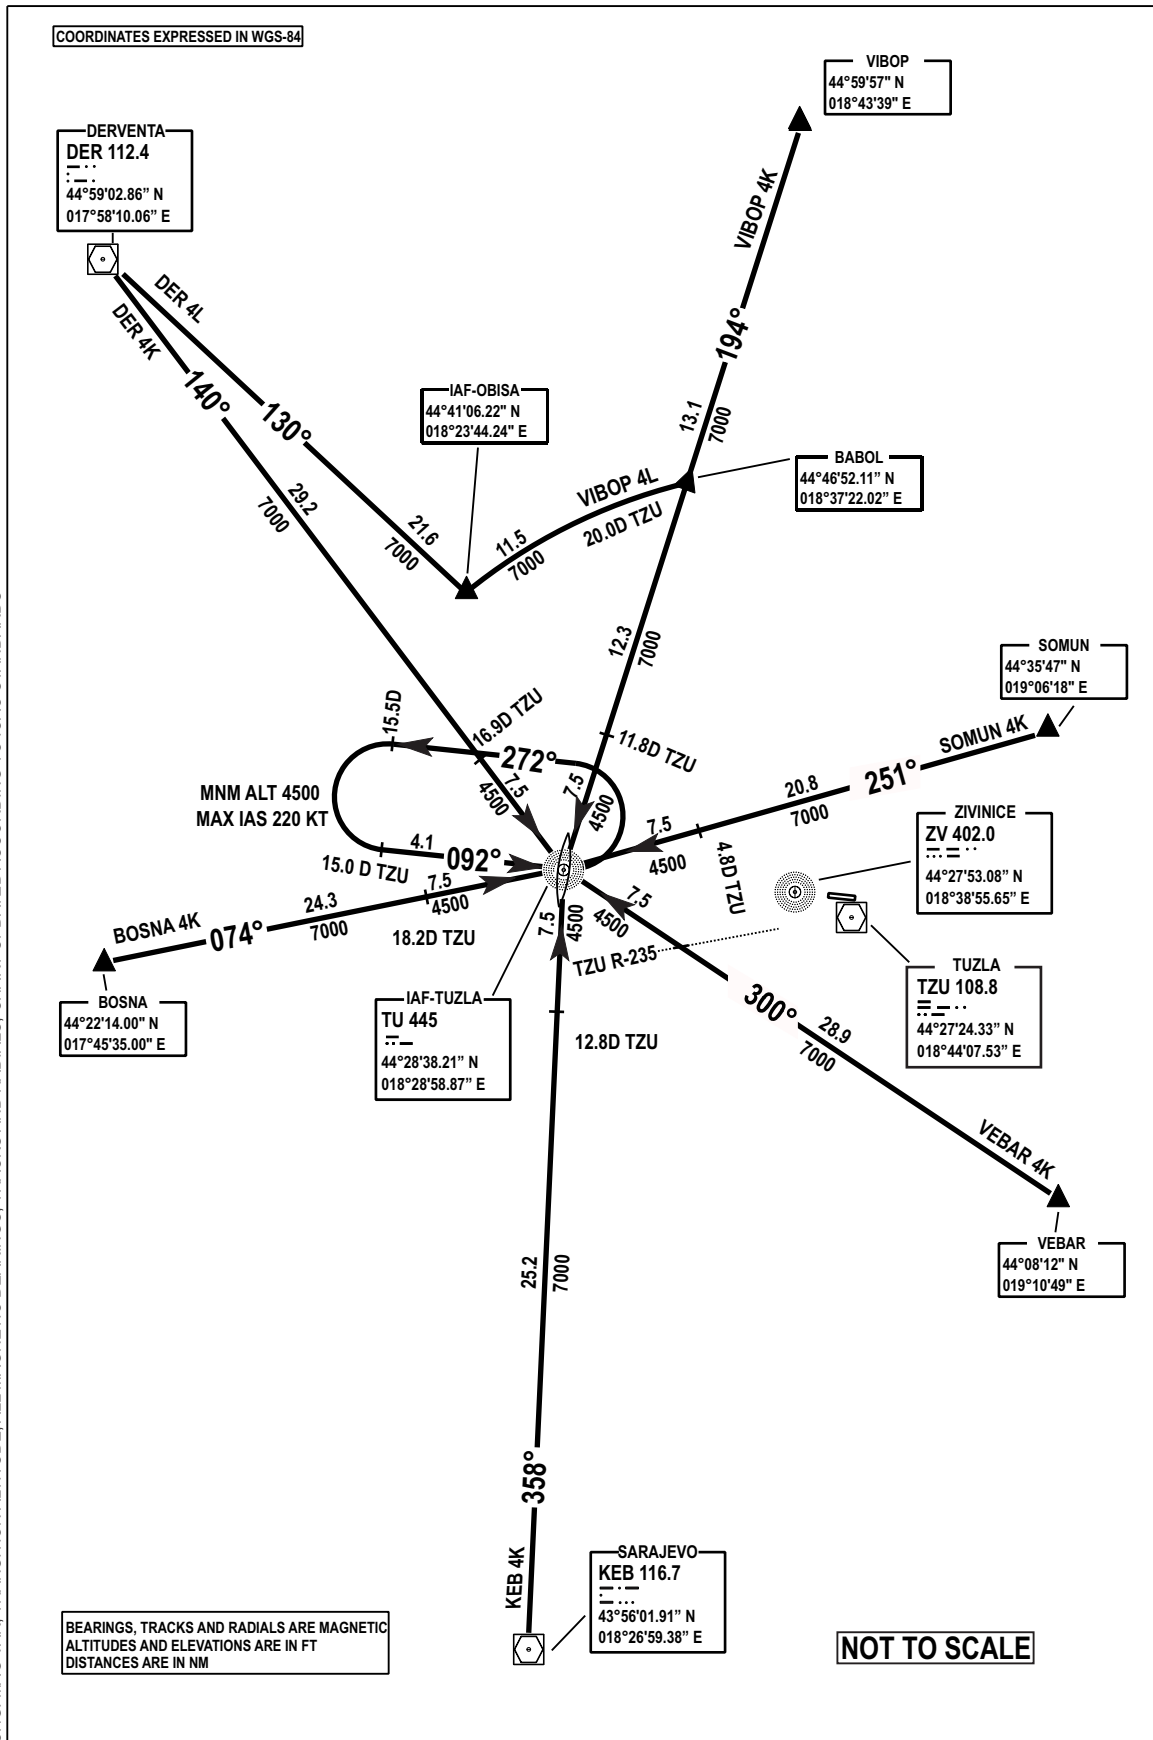 COORDINATES EXPRESSED IN WGS-84
VIBOP
44°59'57" N
018°43'39" E
DERVENTA
DER 112.4
44°59'02.86” N
017°58'10.06” E
VIBOP 4K
194°
13.1
7000
DER 4L
DER 4K
140°
130°
29.2
7000
21.6
7000
IAF-OBISA
44°41'06.22" N
018°23'44.24" E
BABOL
44°46'52.11" N
018°37'22.02" E
VIBOP 4L
20.0D TZU
11.5
7000
12.3
7000
SOMUN
44°35'47" N
019°06'18" E
SOMUN 4K
251°
20.8
7000
15.5D
16.9D TZU
272°
11.8D TZU
7.5
4500
7.5
4500
MNM ALT 4500
MAX IAS 220 KT
4.1
092°
15.0 D TZU
7.5
4500
4.8D TZU
ZIVINICE
ZV 402.0
44°27'53.08” N
018°38'55.65” E
7.5
4500
24.3
7000
BOSNA 4K
074°
18.2D TZU
7.5
4500
7.5
4500
TZU R-235
BOSNA
44°22'14.00" N
017°45'35.00" E
IAF-TUZLA
TU 445
44°28'38.21” N
018°28'58.87” E
TUZLA
TZU 108.8
44°27'24.33” N
018°44'07.53” E
12.8D TZU
300°
28.9
7000
VEBAR 4K
VEBAR
44°08'12" N
019°10'49" E
25.2
7000
358°
KEB 4K
SARAJEVO
KEB 116.7
43°56'01.91” N
018°26'59.38” E
BEARINGS, TRACKS AND RADIALS ARE MAGNETIC
ALTITUDES AND ELEVATIONS ARE IN FT
DISTANCES ARE IN NM
NOT TO SCALE